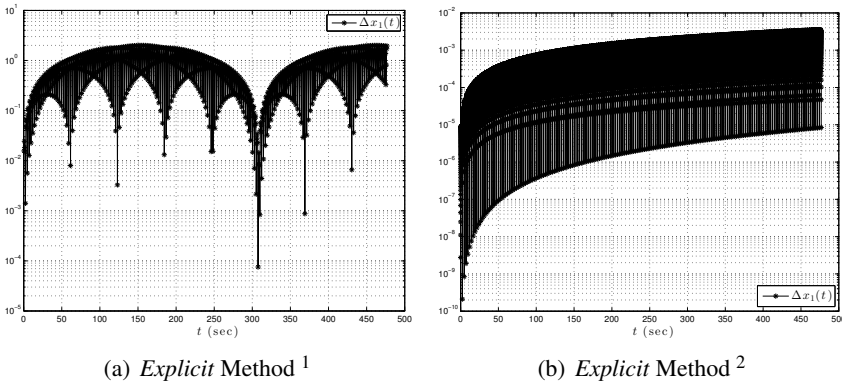 10^1
10^0
10^-1
10^-2
10^-3
10^-4
10^-5
0 50 100 150 200 250 300 350 400 450 500
t (sec)
Δx_1(t)
(a) Explicit Method ^1
10^-2
10^-3
10^-4
10^-5
10^-6
10^-7
10^-8
10^-9
10^-10
0 50 100 150 200 250 300 350 400 450 500
t (sec)
Δx_1(t)
(b) Explicit Method ^2